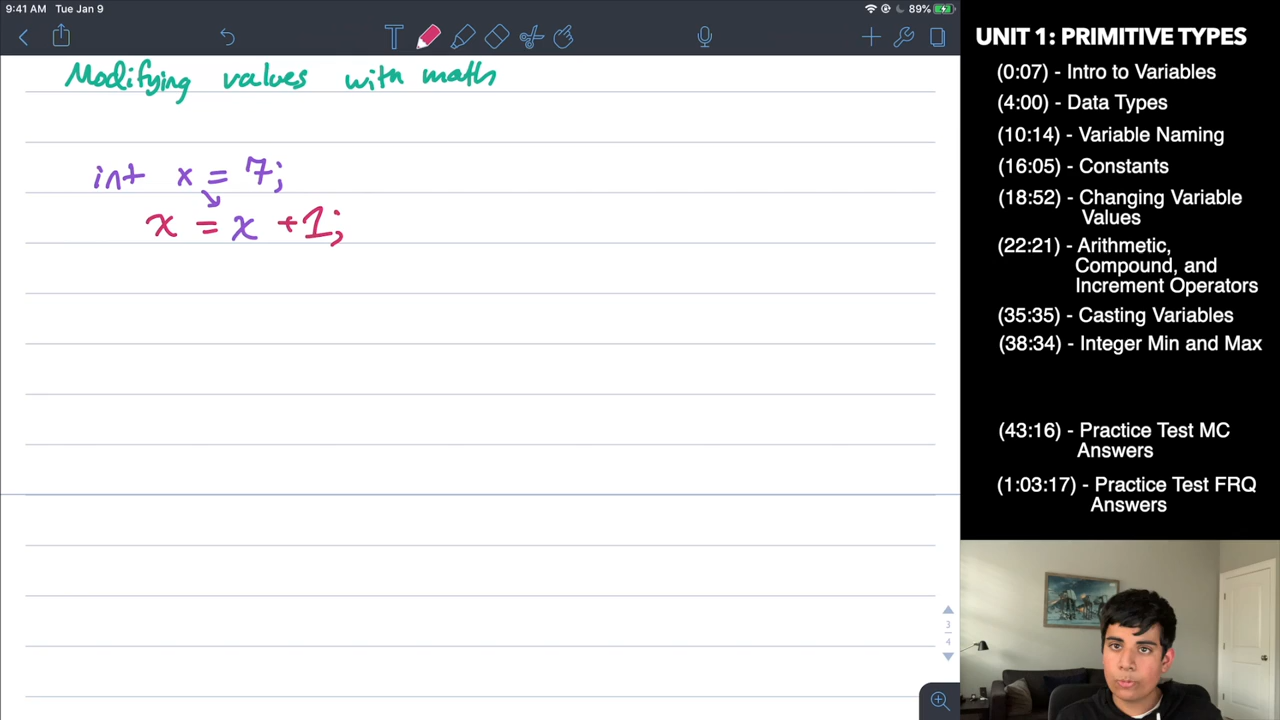 9:41 AM Tue Jan 9
89%
T
Modifying values with math
int x = 7;
x = x +1;
3
4
UNIT 1: PRIMITIVE TYPES
(0:07) - Intro to Variables
(4:00) - Data Types
(10:14) - Variable Naming
(16:05) - Constants
(18:52) - Changing Variable
Values
(22:21) - Arithmetic,
Compound, and
Increment Operators
(35:35) - Casting Variables
(38:34) - Integer Min and Max
(43:16) - Practice Test MC
Answers
(1:03:17) - Practice Test FRQ
Answers